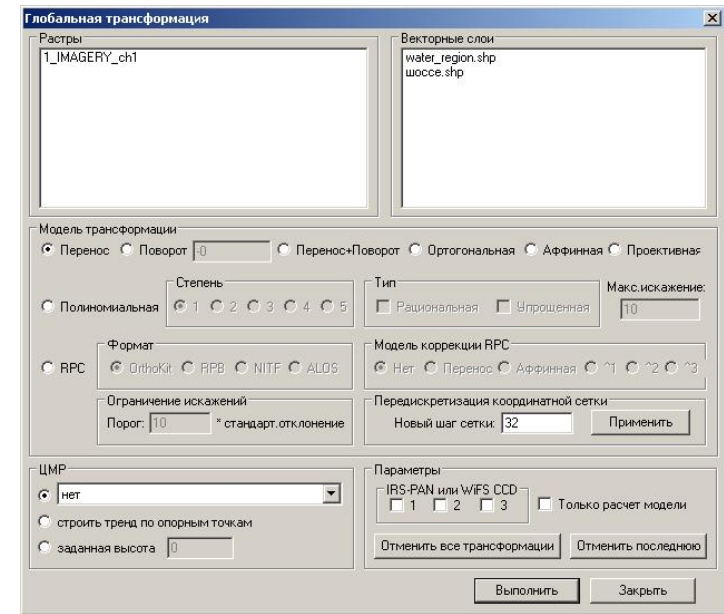 Глобальная трансформация
Растры
1_IMAGERY_ch1
Векторные слои
water_region.shp
шоссе.shp
Модель трансформации
Перенос Поворот -0 Перенос+Поворот Ортогональная Аффинная Проективная
Полиномиальная
Степень
1 2 3 4 5
Тип
Рациональная Упрощенная
Макс.искажение:
10
RPC
Формат
OrthoKit RPB NITF ALOS
Модель коррекции RPC
Нет Перенос Аффинная ^1 ^2 ^3
Ограничение искажений
Порог: 10 * стандарт.отклонение
Передискретизация координатной сетки
Новый шаг сетки: 32 Применить
ЦМР
нет
строить тренд по опорным точкам
заданная высота 0
Параметры
IRS-PAN или WiFS CCD
1 2 3
Только расчет модели
Отменить все трансформации Отменить последнюю
Выполнить Закрыть